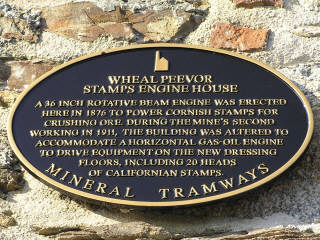 WHEAL PEEVOR
STAMPS ENGINE HOUSE
A 36 INCH ROTATIVE BEAM ENGINE WAS ERECTED
HERE IN 1876 TO POWER CORNISH STAMPS FOR
CRUSHING ORE. DURING THE MINE'S SECOND
WORKING IN 1911, THE BUILDING WAS ALTERED TO
ACCOMMODATE A HORIZONTAL GAS-OIL ENGINE
TO DRIVE EQUIPMENT ON THE NEW DRESSING
FLOORS, INCLUDING 20 HEADS
OF CALIFORNIAN STAMPS.
MINERAL TRAMWAYS